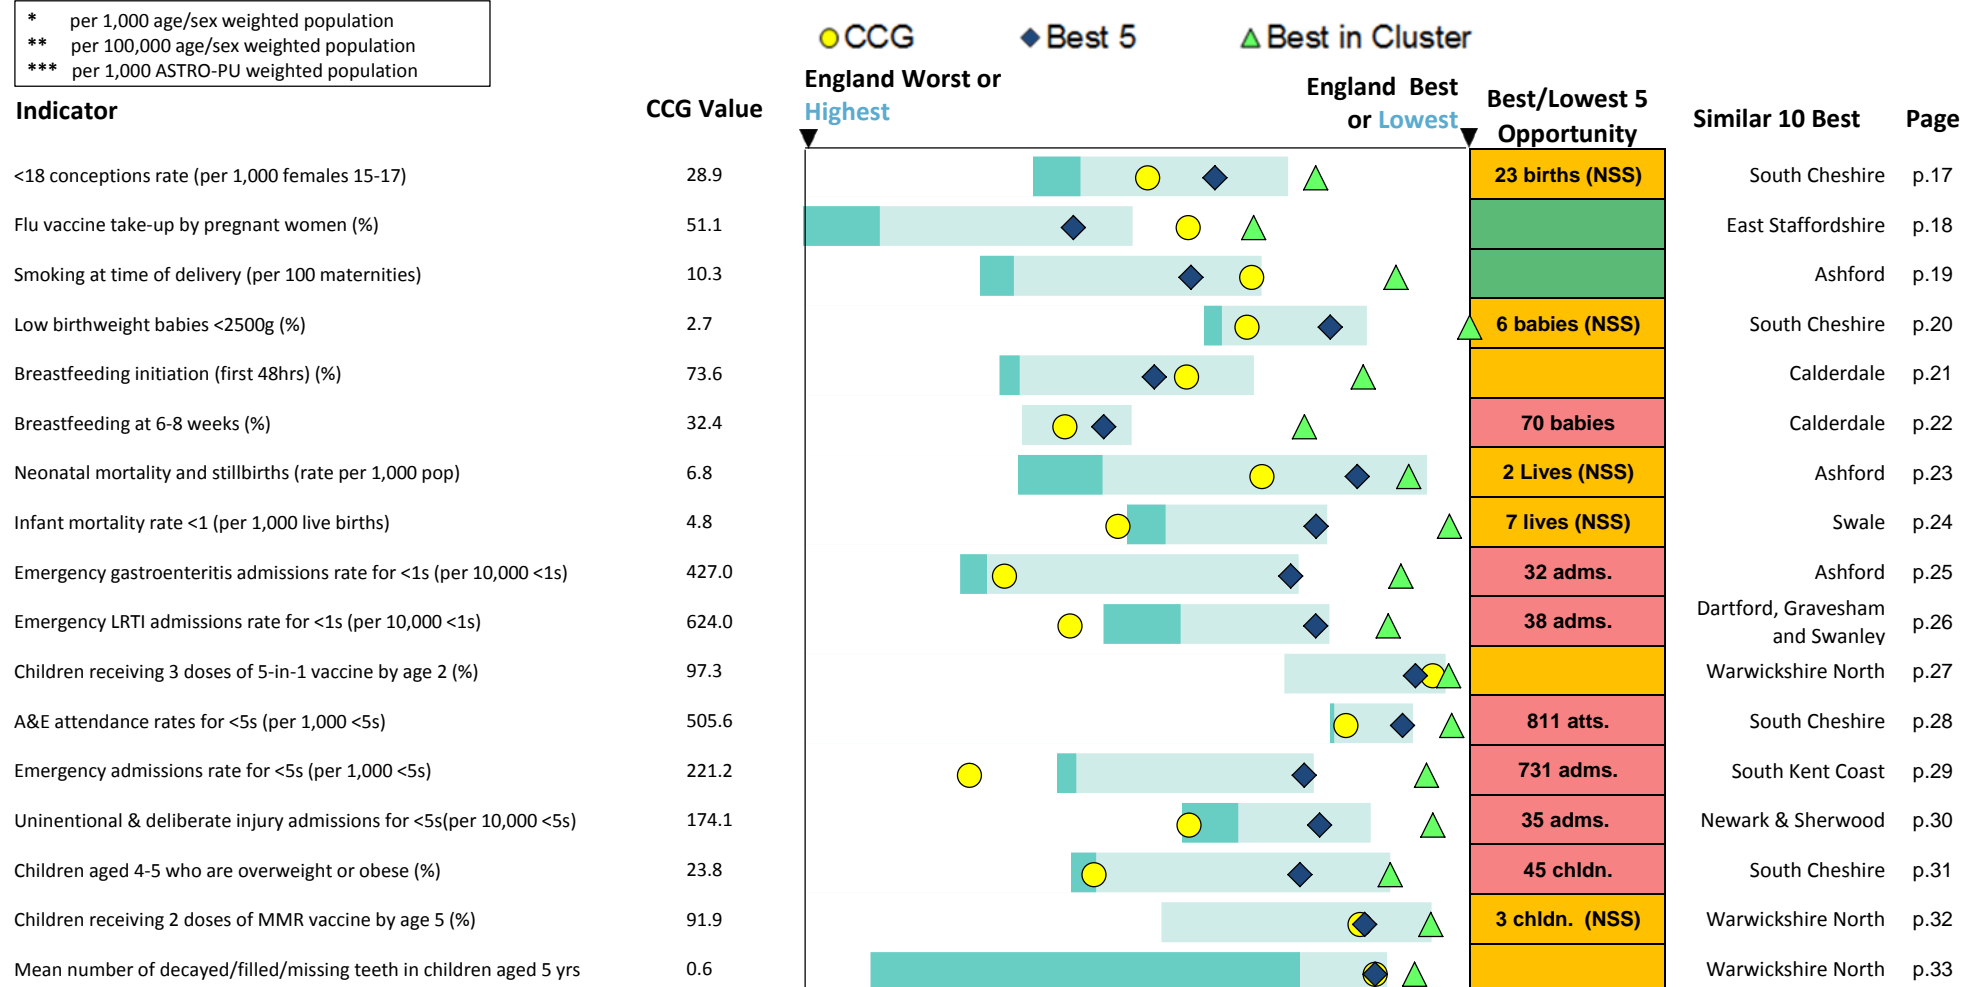 * per 1,000 age/sex weighted population
** per 100,000 age/sex weighted population
*** per 1,000 ASTRO-PU weighted population
CCG Best 5 Best in Cluster
Indicator CCG Value England Worst or Highest England Best or Lowest Best/Lowest 5 Opportunity Similar 10 Best Page
<18 conceptions rate (per 1,000 females 15-17) 28.9 23 births (NSS) South Cheshire p.17
Flu vaccine take-up by pregnant women (%) 51.1 East Staffordshire p.18
Smoking at time of delivery (per 100 maternities) 10.3 Ashford p.19
Low birthweight babies <2500g (%) 2.7 6 babies (NSS) South Cheshire p.20
Breastfeeding initiation (first 48hrs) (%) 73.6 Calderdale p.21
Breastfeeding at 6-8 weeks (%) 32.4 70 babies Calderdale p.22
Neonatal mortality and stillbirths (rate per 1,000 pop) 6.8 2 Lives (NSS) Ashford p.23
Infant mortality rate <1 (per 1,000 live births) 4.8 7 lives (NSS) Swale p.24
Emergency gastroenteritis admissions rate for <1s (per 10,000 <1s) 427.0 32 adms. Ashford p.25
Emergency LRTI admissions rate for <1s (per 10,000 <1s) 624.0 38 adms. Dartford, Gravesham and Swanley p.26
Children receiving 3 doses of 5-in-1 vaccine by age 2 (%) 97.3 Warwickshire North p.27
A&E attendance rates for <5s (per 1,000 <5s) 505.6 811 atts. South Cheshire p.28
Emergency admissions rate for <5s (per 1,000 <5s) 221.2 731 adms. South Kent Coast p.29
Uninentional & deliberate injury admissions for <5s(per 10,000 <5s) 174.1 35 adms. Newark & Sherwood p.30
Children aged 4-5 who are overweight or obese (%) 23.8 45 chldn. South Cheshire p.31
Children receiving 2 doses of MMR vaccine by age 5 (%) 91.9 3 chldn. (NSS) Warwickshire North p.32
Mean number of decayed/filled/missing teeth in children aged 5 yrs 0.6 Warwickshire North p.33